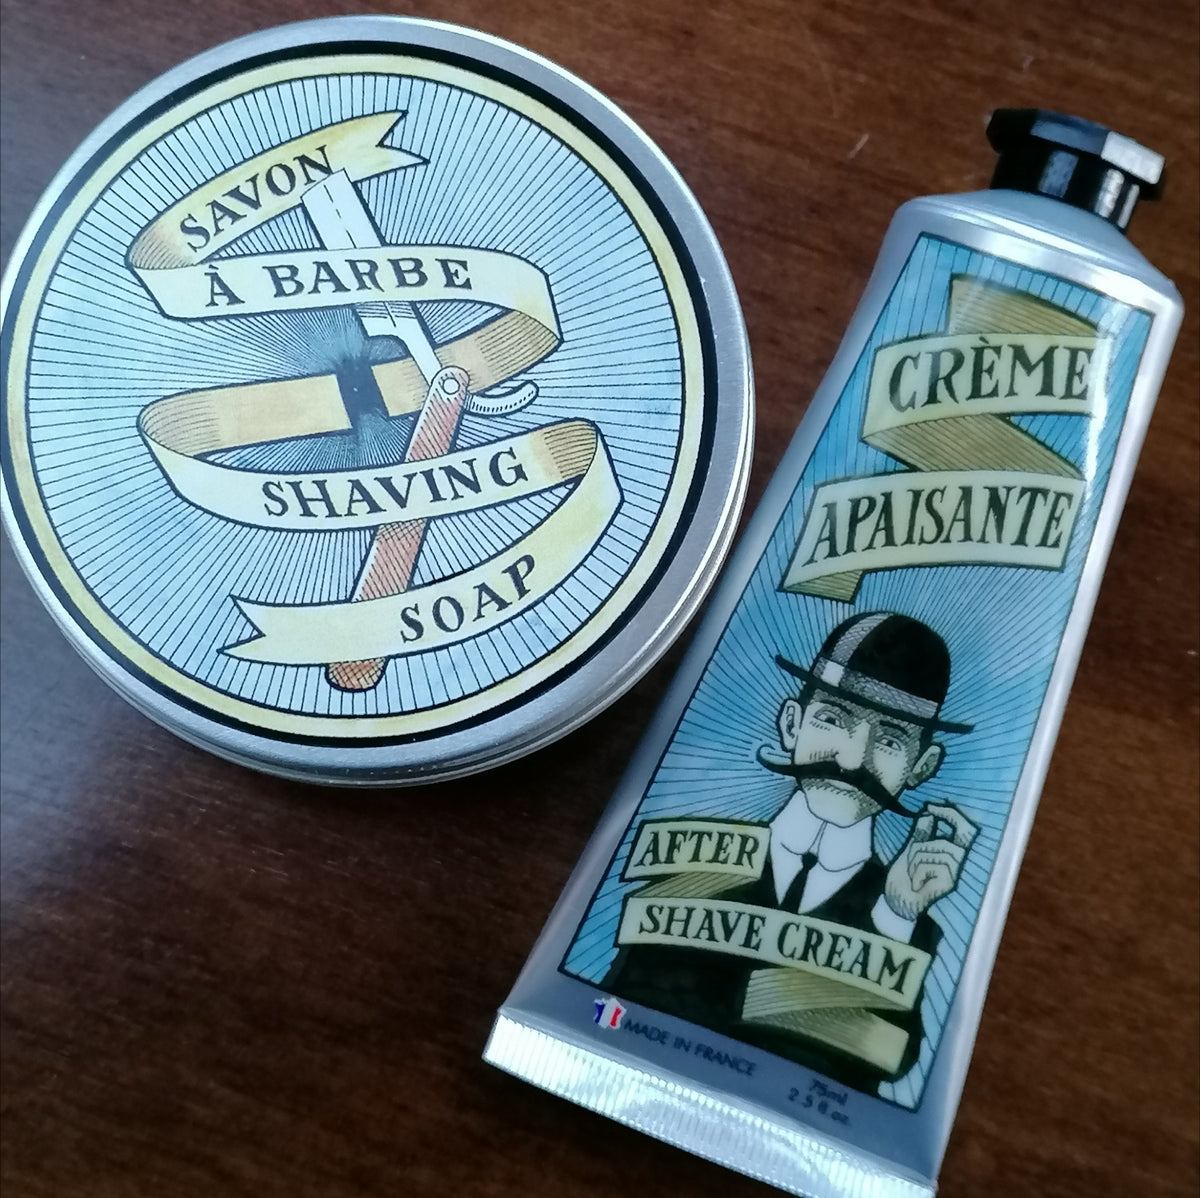 SAVON
À BARBE
SHAVING
SOAP
CRÈME
APAISANTE
AFTER
SHAVE CREAM
MADE IN FRANCE
75ml
2.5 fl oz.